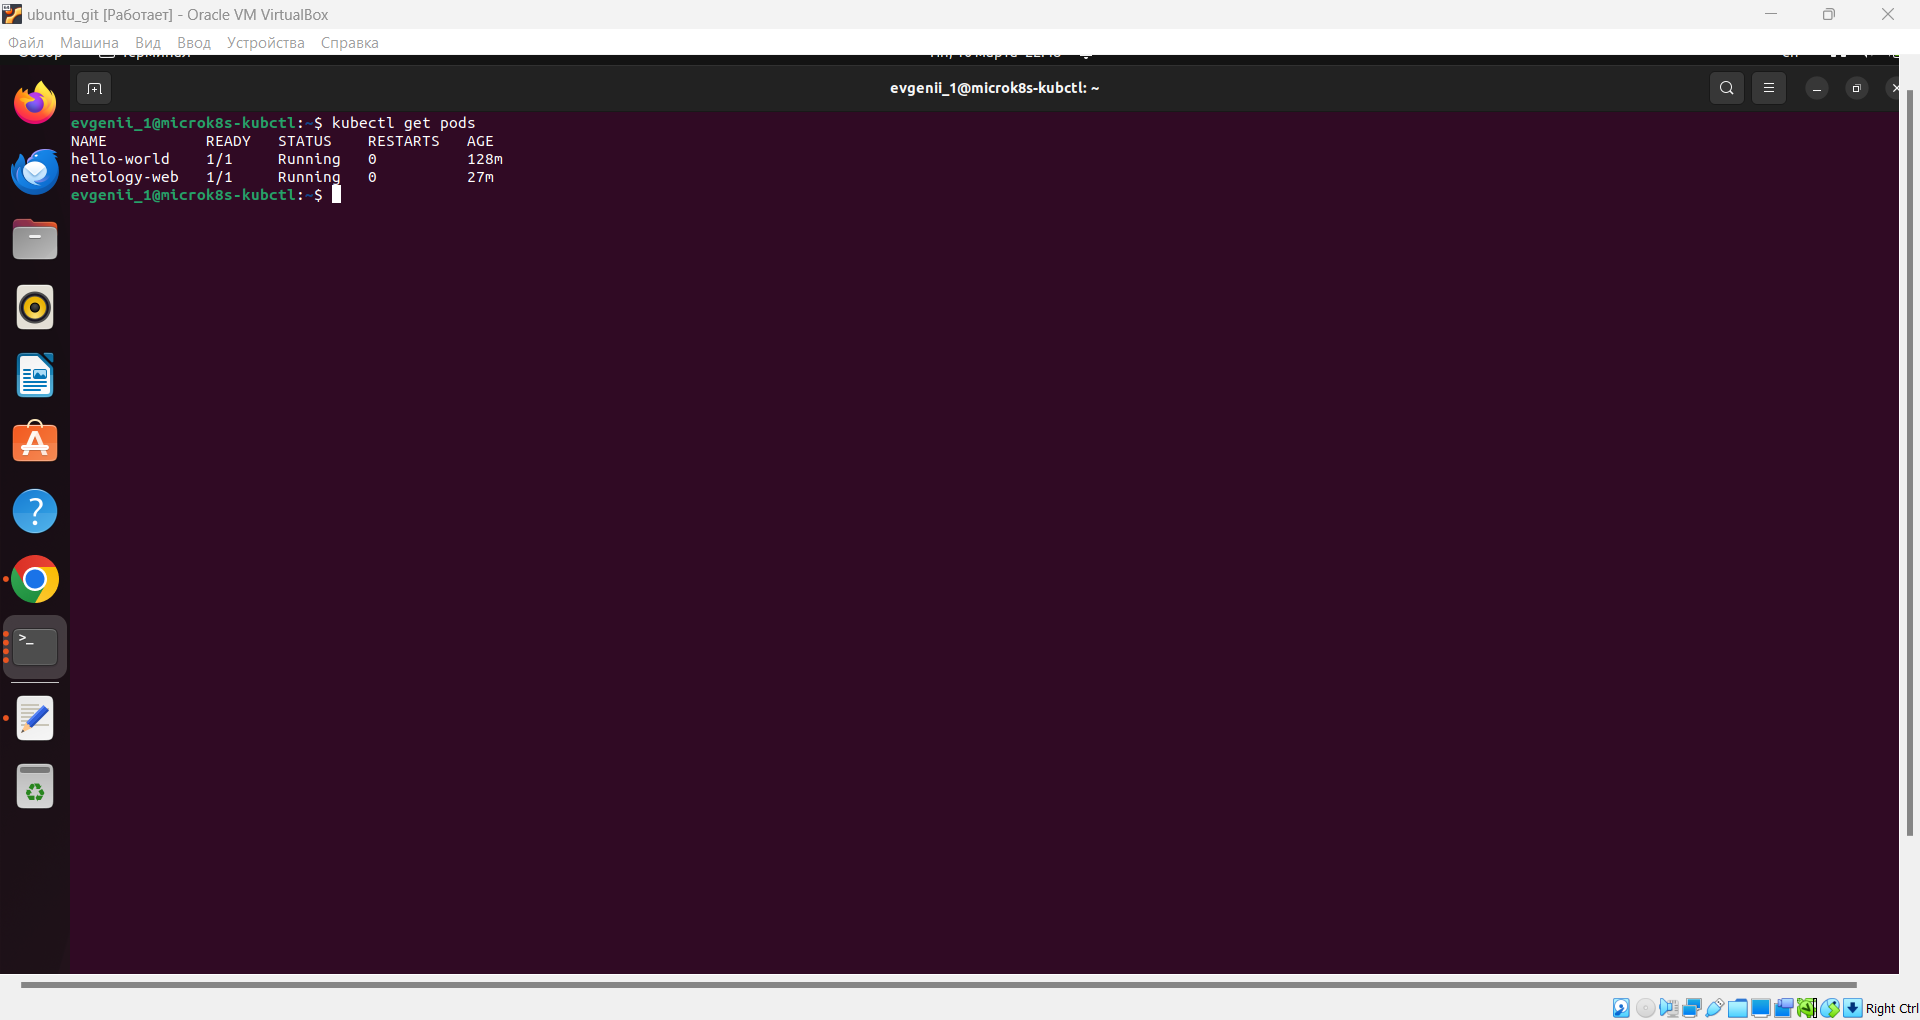 ubuntu_git [Работает] - Oracle VM VirtualBox
Файл Машина Вид Ввод Устройства Справка
evgenii_1@microk8s-kubctl: ~
evgenii_1@microk8s-kubctl:~$ kubectl get pods
NAME READY STATUS RESTARTS AGE
hello-world 1/1 Running 0 128m
netology-web 1/1 Running 0 27m
evgenii_1@microk8s-kubctl:~$
Right Ctrl